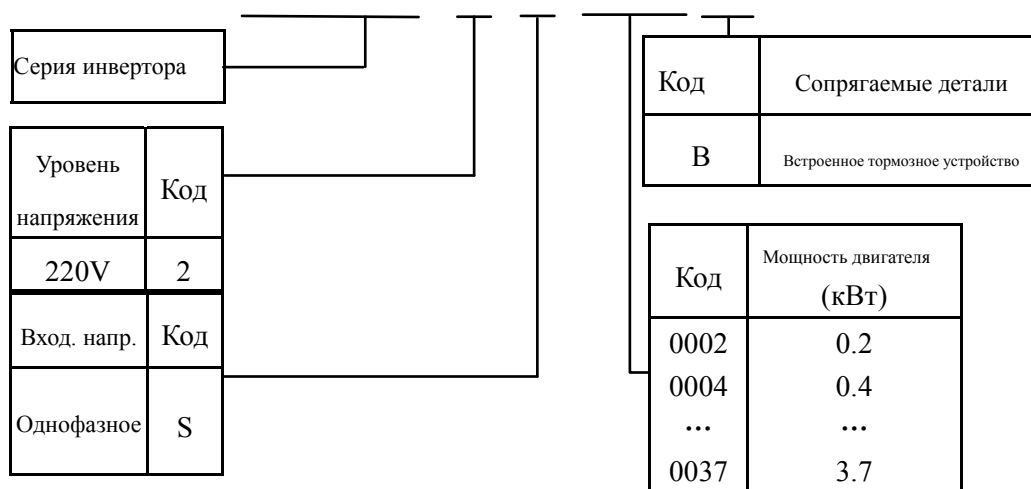 Серия инвертора
Уровень
напряжения
Код
220V 2
Вход. напр. Код
Однофазное S
Код Сопрягаемые детали
B Встроенное тормозное устройство
Код
Мощность двигателя
(кВт)
0002 0.2
0004 0.4
... ...
0037 3.7